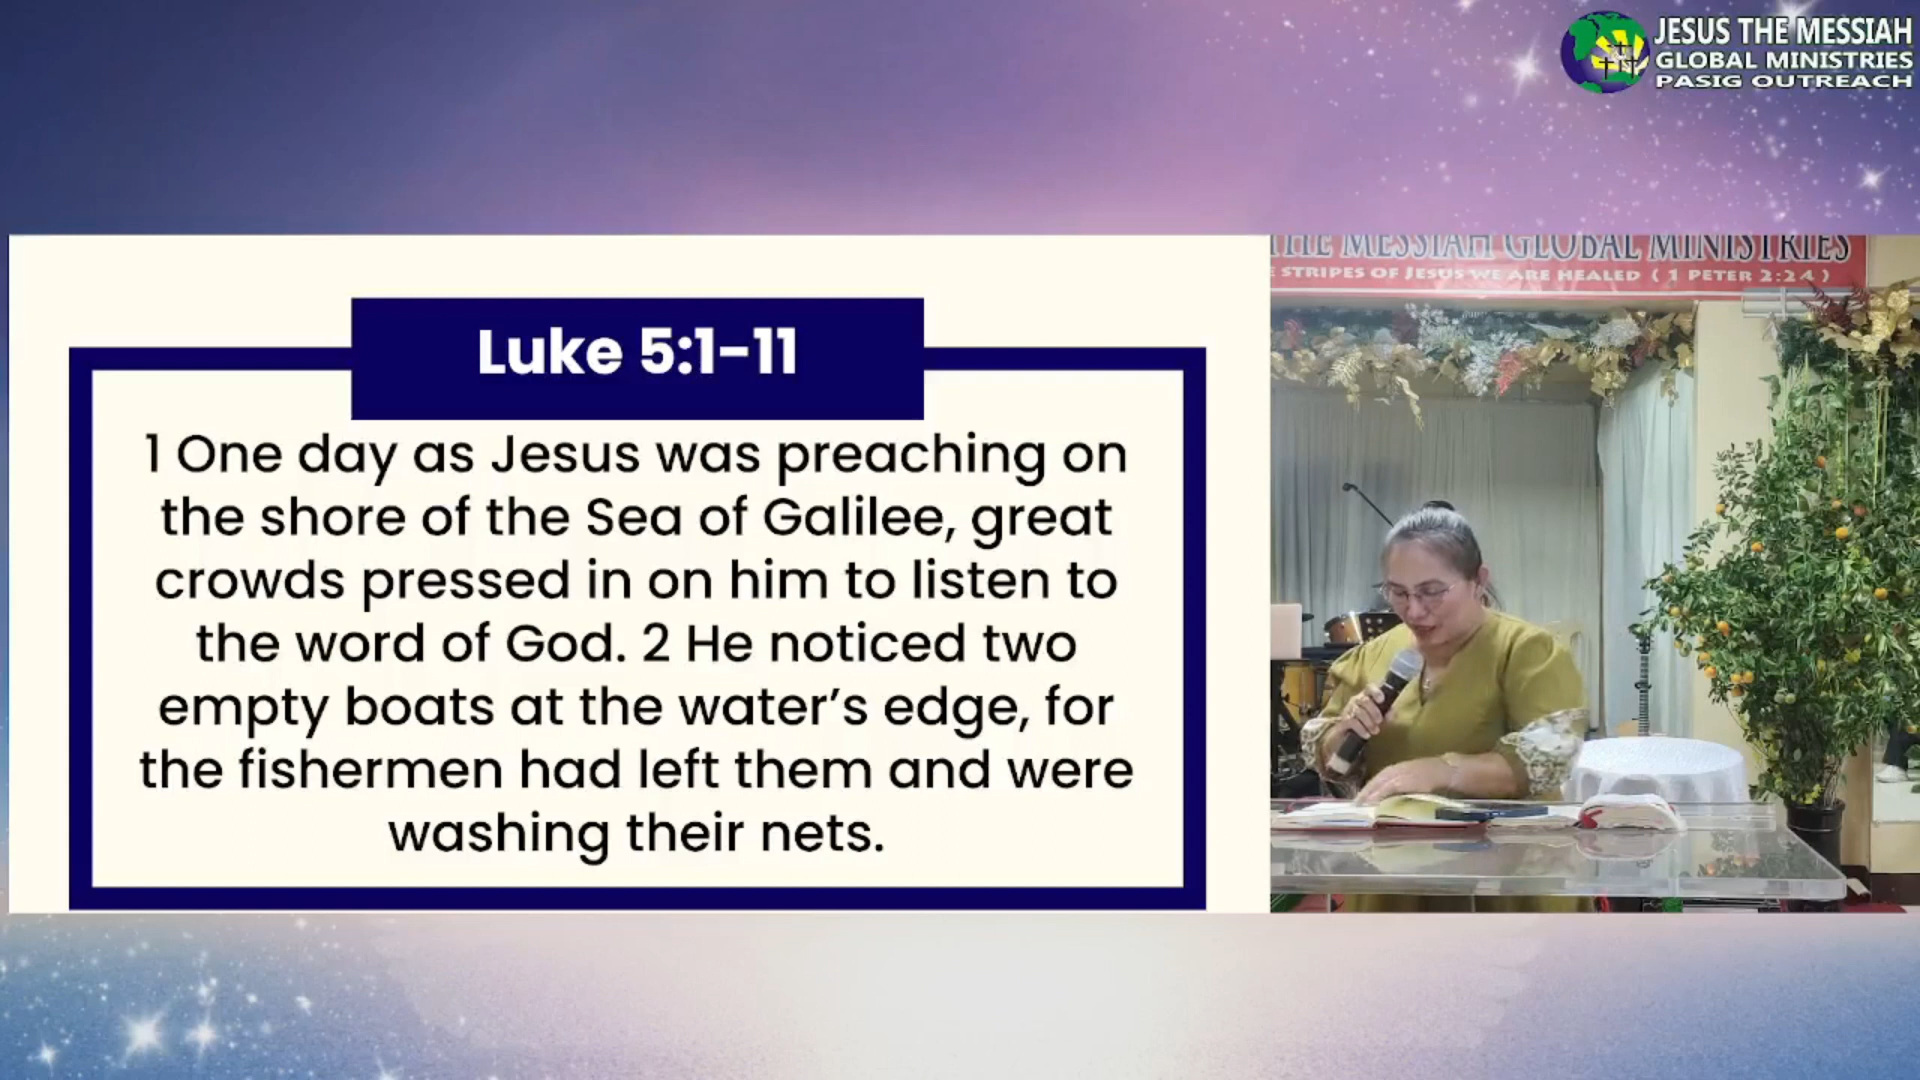 JESUS THE MESSIAH
GLOBAL MINISTRIES
PASIG OUTREACH
THE MESSIAH GLOBAL MINISTRIES
STRIPES OF JESUS WE ARE HEALED ( 1 PETER 2:24 )
Luke 5:1-11
1 One day as Jesus was preaching on
the shore of the Sea of Galilee, great
crowds pressed in on him to listen to
the word of God. 2 He noticed two
empty boats at the water’s edge, for
the fishermen had left them and were
washing their nets.